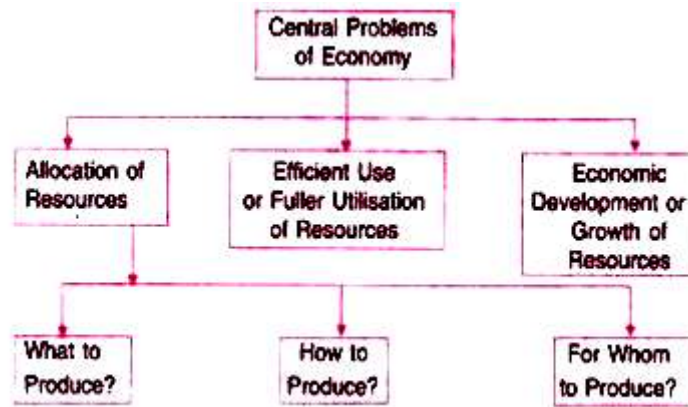 Central Problems
of Economy
Allocation of
Resources
Efficient Use
or Fuller Utilisation
of Resources
Economic
Development or
Growth of
Resources
What to
Produce?
How to
Produce?
For Whom
to Produce?